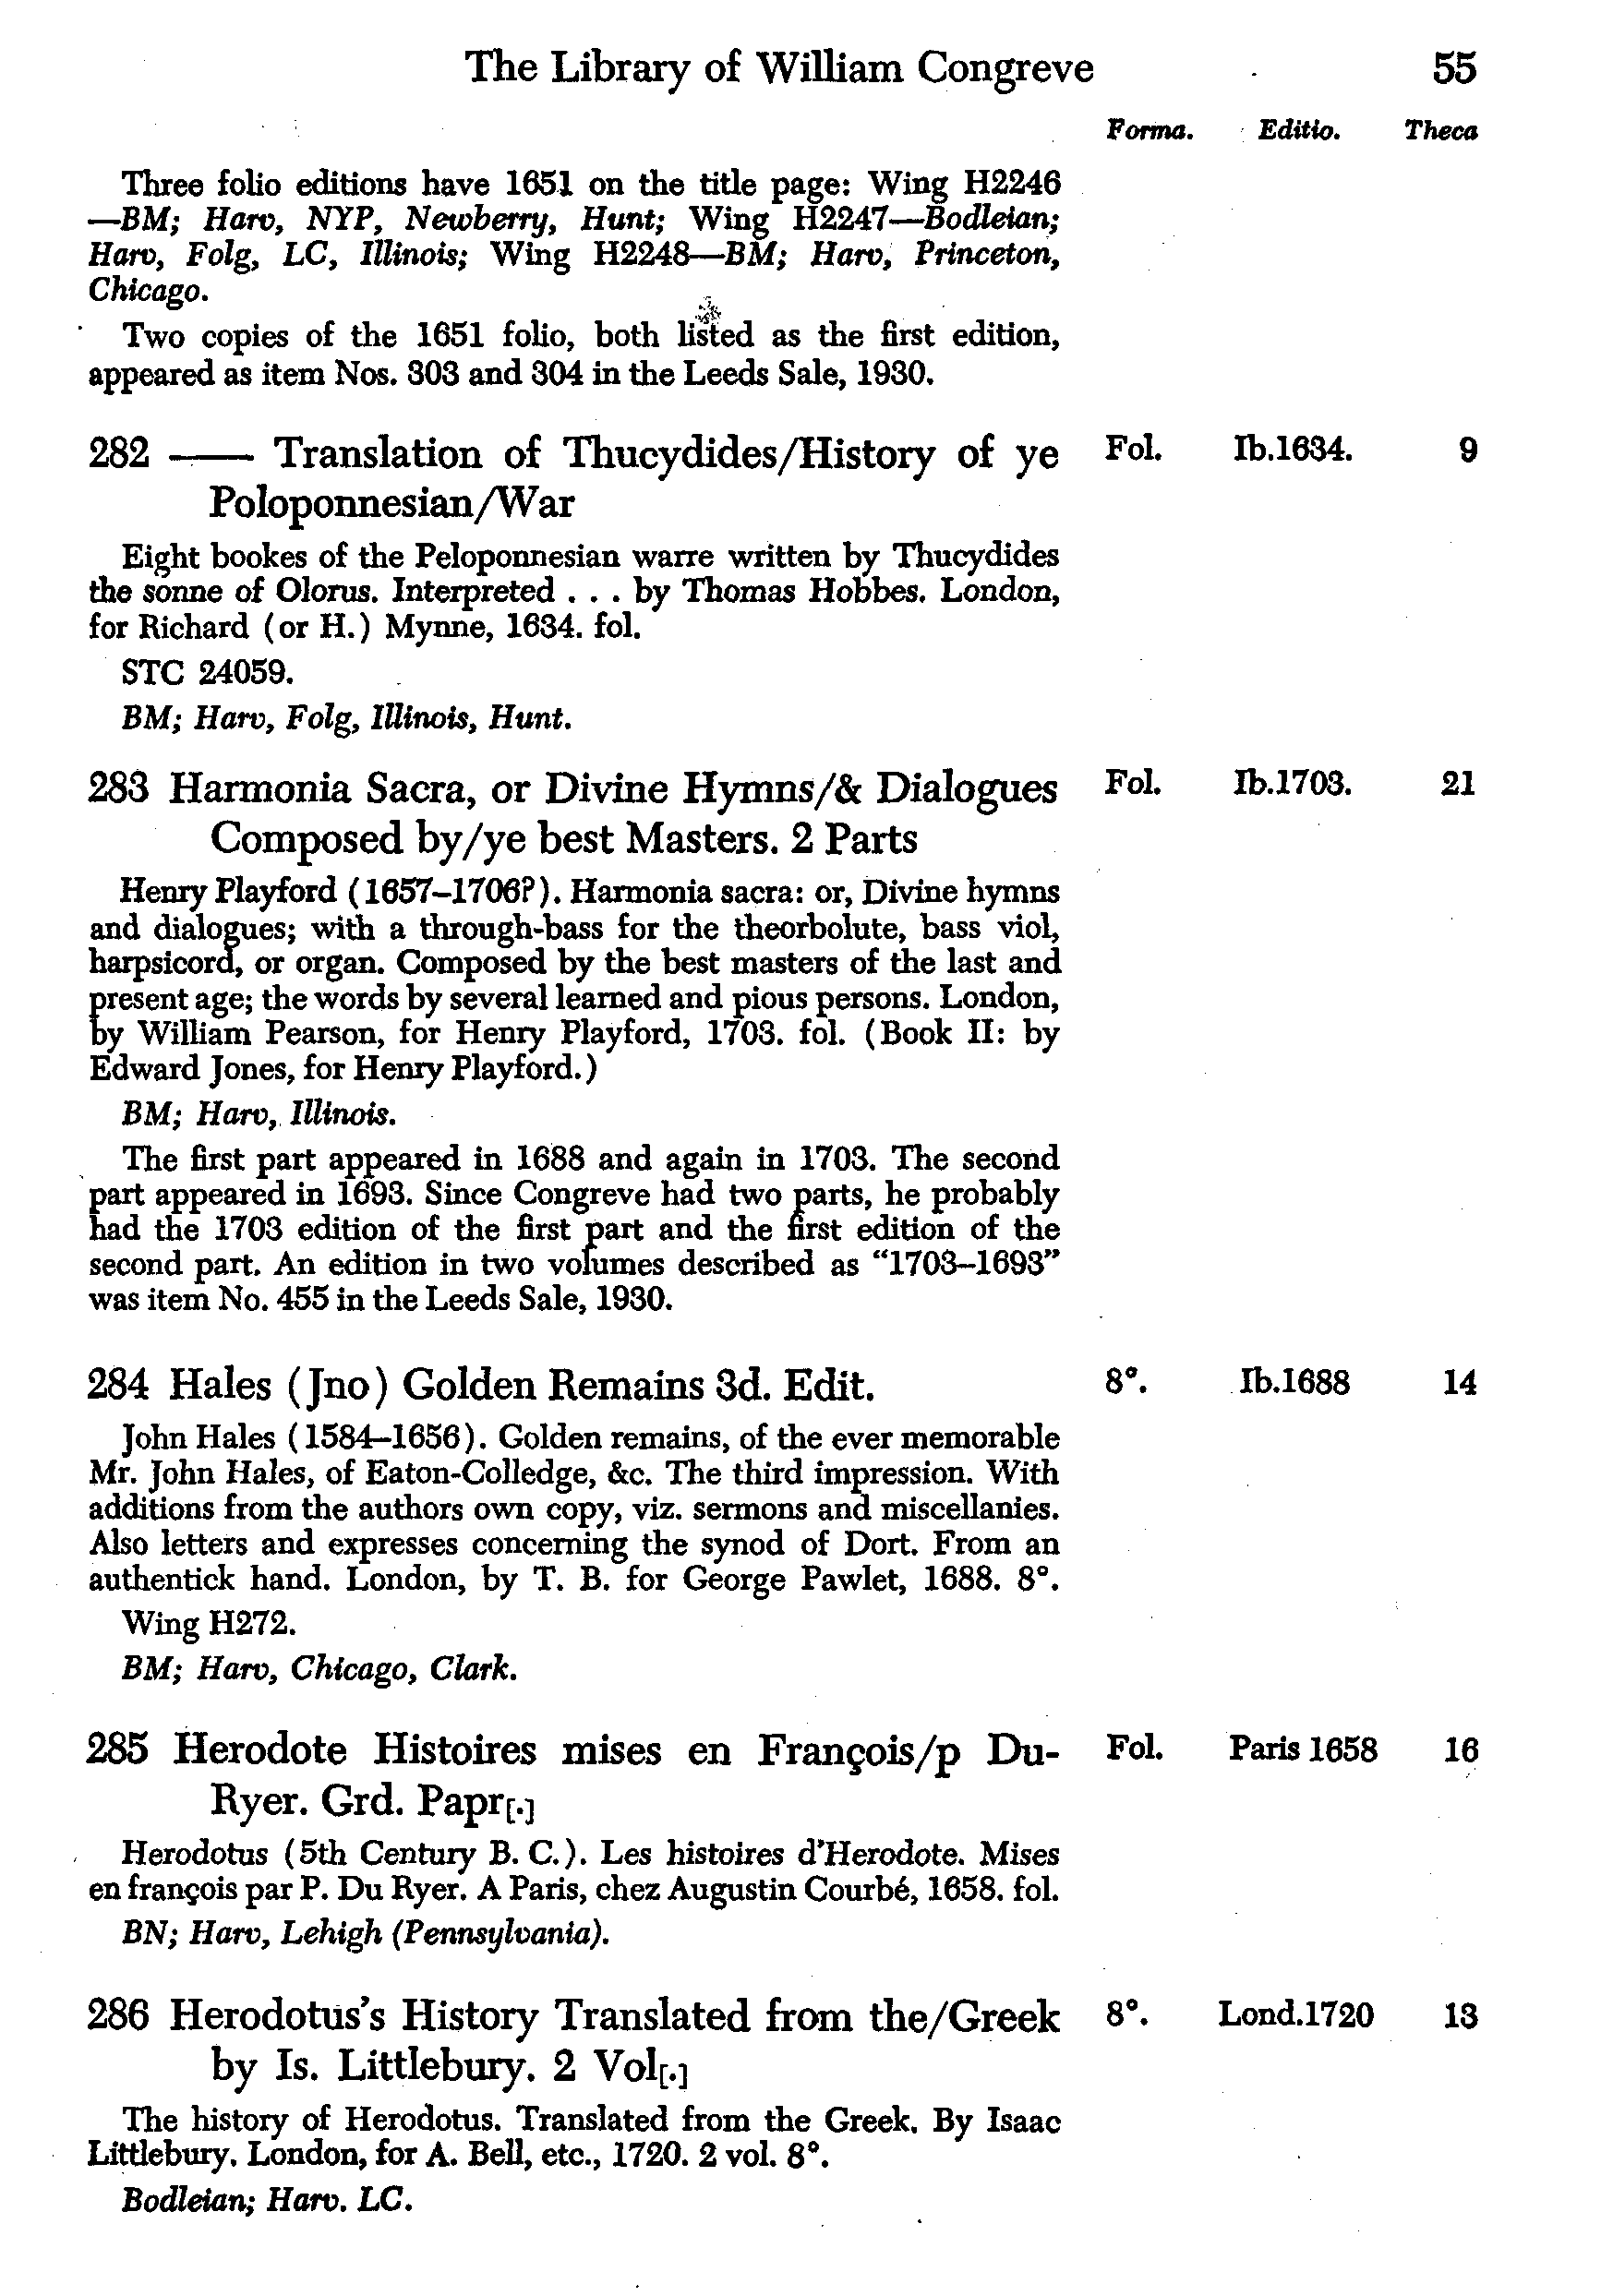 The Library of William Congreve 55
Forma. Editio. Theca
Three folio editions have 1651 on the title page: Wing H2246
—BM; Harv, NYP, Newberry, Hunt; Wing H2247—Bodleian;
Harv, Folg, LC, Illinois; Wing H2248—BM; Harv, Princeton,
Chicago.
Two copies of the 1651 folio, both listed as the first edition,
appeared as item Nos. 303 and 304 in the Leeds Sale, 1930.
282 —— Translation of Thucydides/History of ye Fol. Ib.1634. 9
Poloponnesian/War
Eight bookes of the Peloponnesian warre written by Thucydides
the sonne of Olorus. Interpreted . . . by Thomas Hobbes. London,
for Richard (or H.) Mynne, 1634. fol.
STC 24059.
BM; Harv, Folg, Illinois, Hunt.
283 Harmonia Sacra, or Divine Hymns/& Dialogues Fol. Ib.1703. 21
Composed by/ye best Masters. 2 Parts
Henry Playford (1657–1706?). Harmonia sacra: or, Divine hymns
and dialogues; with a through-bass for the theorbolute, bass viol,
harpsicord, or organ. Composed by the best masters of the last and
present age; the words by several learned and pious persons. London,
by William Pearson, for Henry Playford, 1703. fol. (Book II: by
Edward Jones, for Henry Playford.)
BM; Harv, Illinois.
The first part appeared in 1688 and again in 1703. The second
part appeared in 1693. Since Congreve had two parts, he probably
had the 1703 edition of the first part and the first edition of the
second part. An edition in two volumes described as “1703–1693”
was item No. 455 in the Leeds Sale, 1930.
284 Hales (Jno) Golden Remains 3d. Edit. 8°. Ib.1688 14
John Hales (1584–1656). Golden remains, of the ever memorable
Mr. John Hales, of Eaton-Colledge, &c. The third impression. With
additions from the authors own copy, viz. sermons and miscellanies.
Also letters and expresses concerning the synod of Dort. From an
authentick hand. London, by T. B. for George Pawlet, 1688. 8°.
Wing H272.
BM; Harv, Chicago, Clark.
285 Herodote Histoires mises en François/p Du- Fol. Paris 1658 16
Ryer. Grd. Papr[.]
Herodotus (5th Century B. C.). Les histoires d'Herodote. Mises
en françois par P. Du Ryer. A Paris, chez Augustin Courbé, 1658. fol.
BN; Harv, Lehigh (Pennsylvania).
286 Herodotus's History Translated from the/Greek 8°. Lond.1720 13
by Is. Littlebury. 2 Vol[.]
The history of Herodotus. Translated from the Greek. By Isaac
Littlebury. London, for A. Bell, etc., 1720. 2 vol. 8°.
Bodleian; Harv. LC.